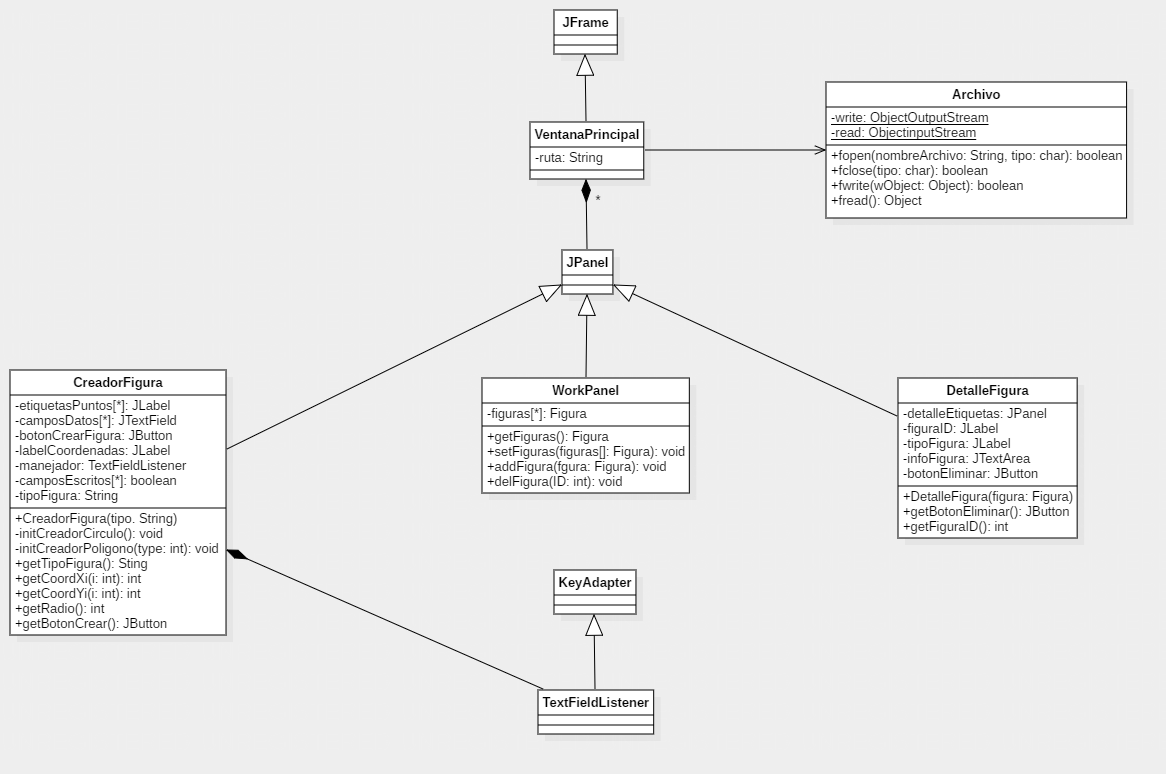 JFrame
VentanaPrincipal
-ruta: String
*
Archivo
-write: ObjectOutputStream
-read: ObjectinputStream
+fopen(nombreArchivo: String, tipo: char): boolean
+fclose(tipo: char): boolean
+fwrite(wObject: Object): boolean
+fread(): Object
JPanel
CreadorFigura
-etiquetasPuntos[*]: JLabel
-camposDatos[*]: JTextField
-botonCrearFigura: JButton
-labelCoordenadas: JLabel
-manejador: TextFieldListener
-camposEscritos[*]: boolean
-tipoFigura: String
+CreadorFigura(tipo. String)
-initCreadorCirculo(): void
-initCreadorPoligono(type: int): void
+getTipoFigura(): Sting
+getCoordXi(i: int): int
+getCoordYi(i: int): int
+getRadio(): int
+getBotonCrear(): JButton
WorkPanel
-figuras[*]: Figura
+getFiguras(): Figura
+setFiguras(figuras[]: Figura): void
+addFigura(fgura: Figura): void
+delFigura(ID: int): void
DetalleFigura
-detalleEtiquetas: JPanel
-figuraID: JLabel
-tipoFigura: JLabel
-infoFigura: JTextArea
-botonEliminar: JButton
+DetalleFigura(figura: Figura)
+getBotonEliminar(): JButton
+getFiguraID(): int
KeyAdapter
TextFieldListener